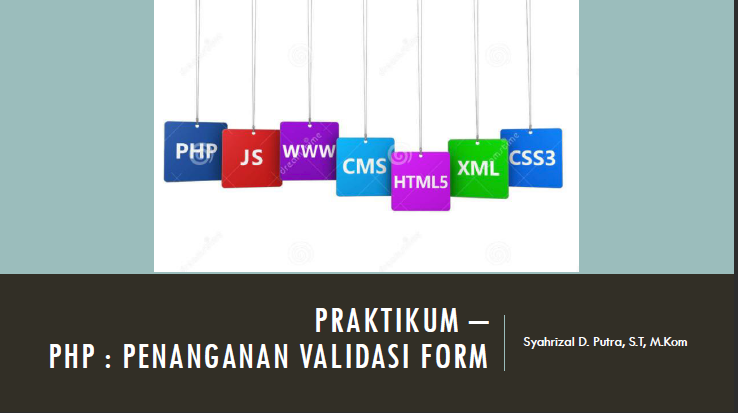 PHP
JS
WWW
CMS
HTML5
XML
CSS3
PRAKTIKUM –
PHP : PENANGANAN VALIDASI FORM
Syahrizal D. Putra, S.T, M.Kom